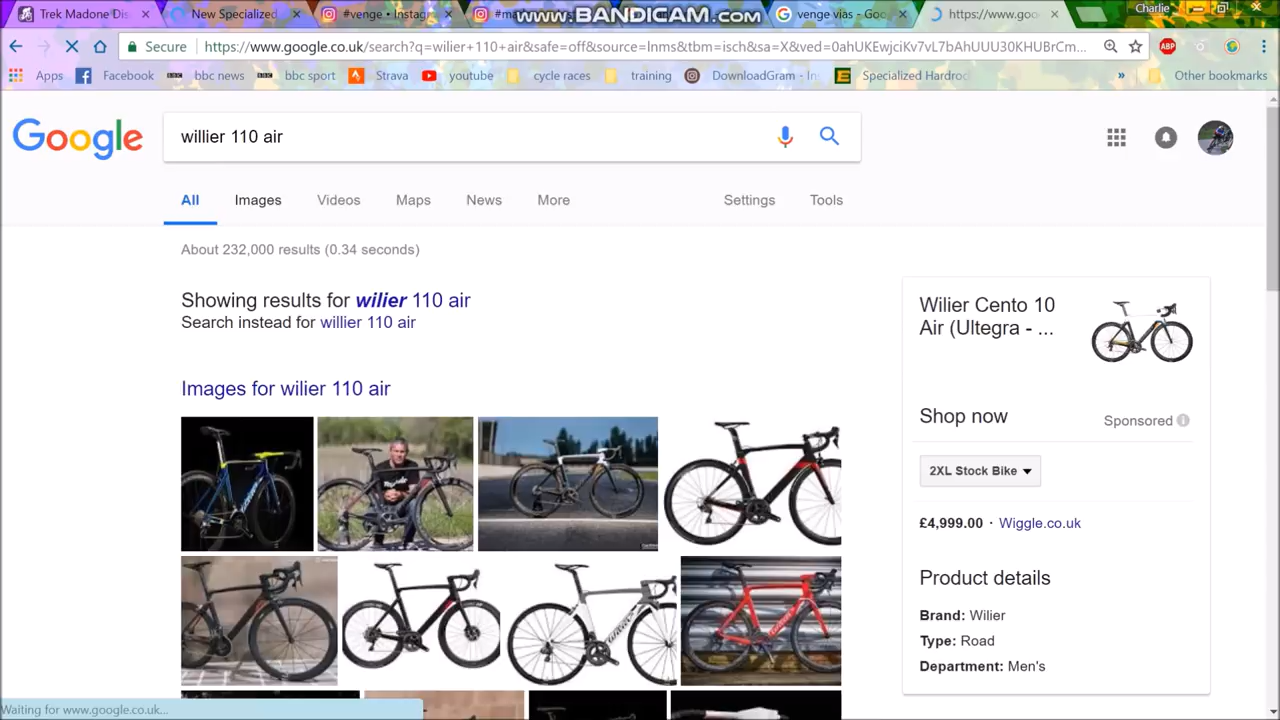 Trek Madone Dis
New Specialized
#venge • Instag
#ma
www.BANDICAM.com
venge vias - Goo
https://www.goo
Charlie
Secure
https://www.google.co.uk/search?q=wilier+110+air&safe=off&source=lnms&tbm=isch&sa=X&ved=0ahUKEwjc
Apps
Facebook
bbc news
bbc sport
Strava
youtube
cycle races
training
DownloadGram - In
Specialized Hardroc
»
Other bookmarks
Google
willier 110 air
All
Images
Videos
Maps
News
More
Settings
Tools
About 232,000 results (0.34 seconds)
Showing results for wilier 110 air
Search instead for willier 110 air
Images for wilier 110 air
Wilier Cento 10
Air (Ultegra - ...
Shop now
Sponsored
2XL Stock Bike
£4,999.00 · Wiggle.co.uk
Product details
Brand: Wilier
Type: Road
Department: Men's
Waiting for www.google.co.uk...